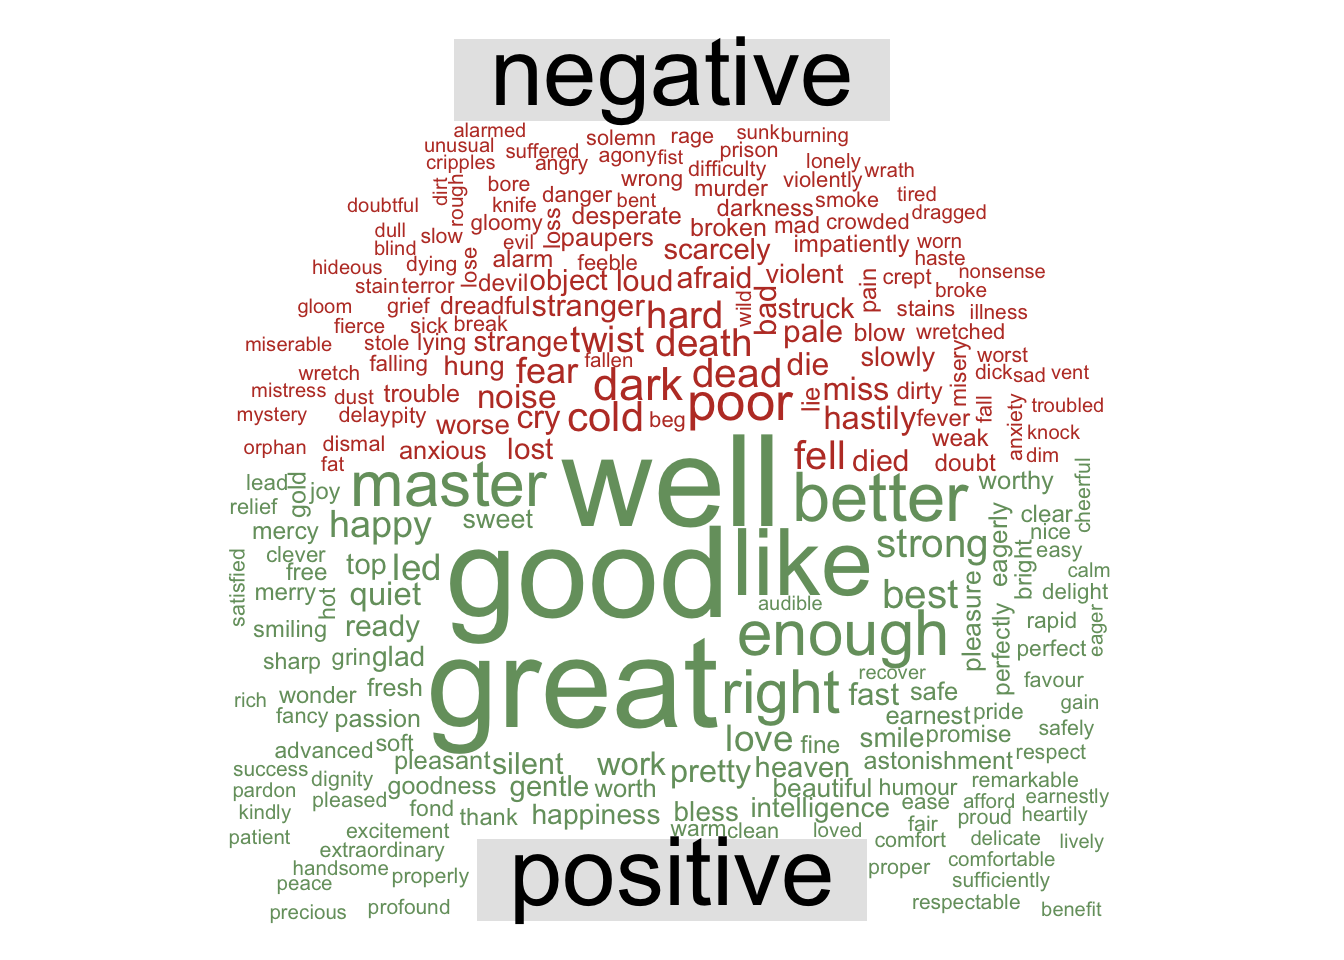 negative
alarmed solemn rage sunk burning
unusual suffered agony fist prison
cripples angry difficulty lonely wrath
dirt rough bore danger wrong murder violently
doubtful knife bent darkness smoke tired
dull gloomy loss desperate broken mad crowded dragged
blind slow evil paupers scarcely impatiently worn
hideous dying lose alarm feeble haste
stain terror devil object loud afraid violent pain crept nonsense
gloom grief dreadful stranger hard wild bad struck stains broke illness
fierce sick break
miserable stole lying strange twist death pale blow wretched
wretch falling hung fear fallen dead die slowly misery worst
mistress dust trouble noise dark poor lie miss dirty dick sad vent
mystery delay pity worse cry cold beg hastily fever fall anxiety troubled
orphan dismal anxious lost weak knock
fat fell died doubt dim
lead gold joy master well better worthy cheerful
relief happy sweet clear
mercy good like strong eagerly nice
satisfied clever top led easy
free bright calm
merry hot quiet audible best pleasure delight
smiling ready enough perfectly rapid eager
sharp grin glad great perfect
rich wonder fresh right recover fast safe favour
fancy passion earnest pride gain
advanced soft love fine smile promise safely
success pleasant silent work pretty heaven astonishment respect
pardon dignity goodness gentle worth beautiful humour remarkable
kindly pleased fond thank happiness bless intelligence ease afford earnestly
patient excitement warm clean loved fair proud heartily
extraordinary comfort delicate lively
handsome properly positive proper comfortable
peace sufficiently
precious profound respectable benefit